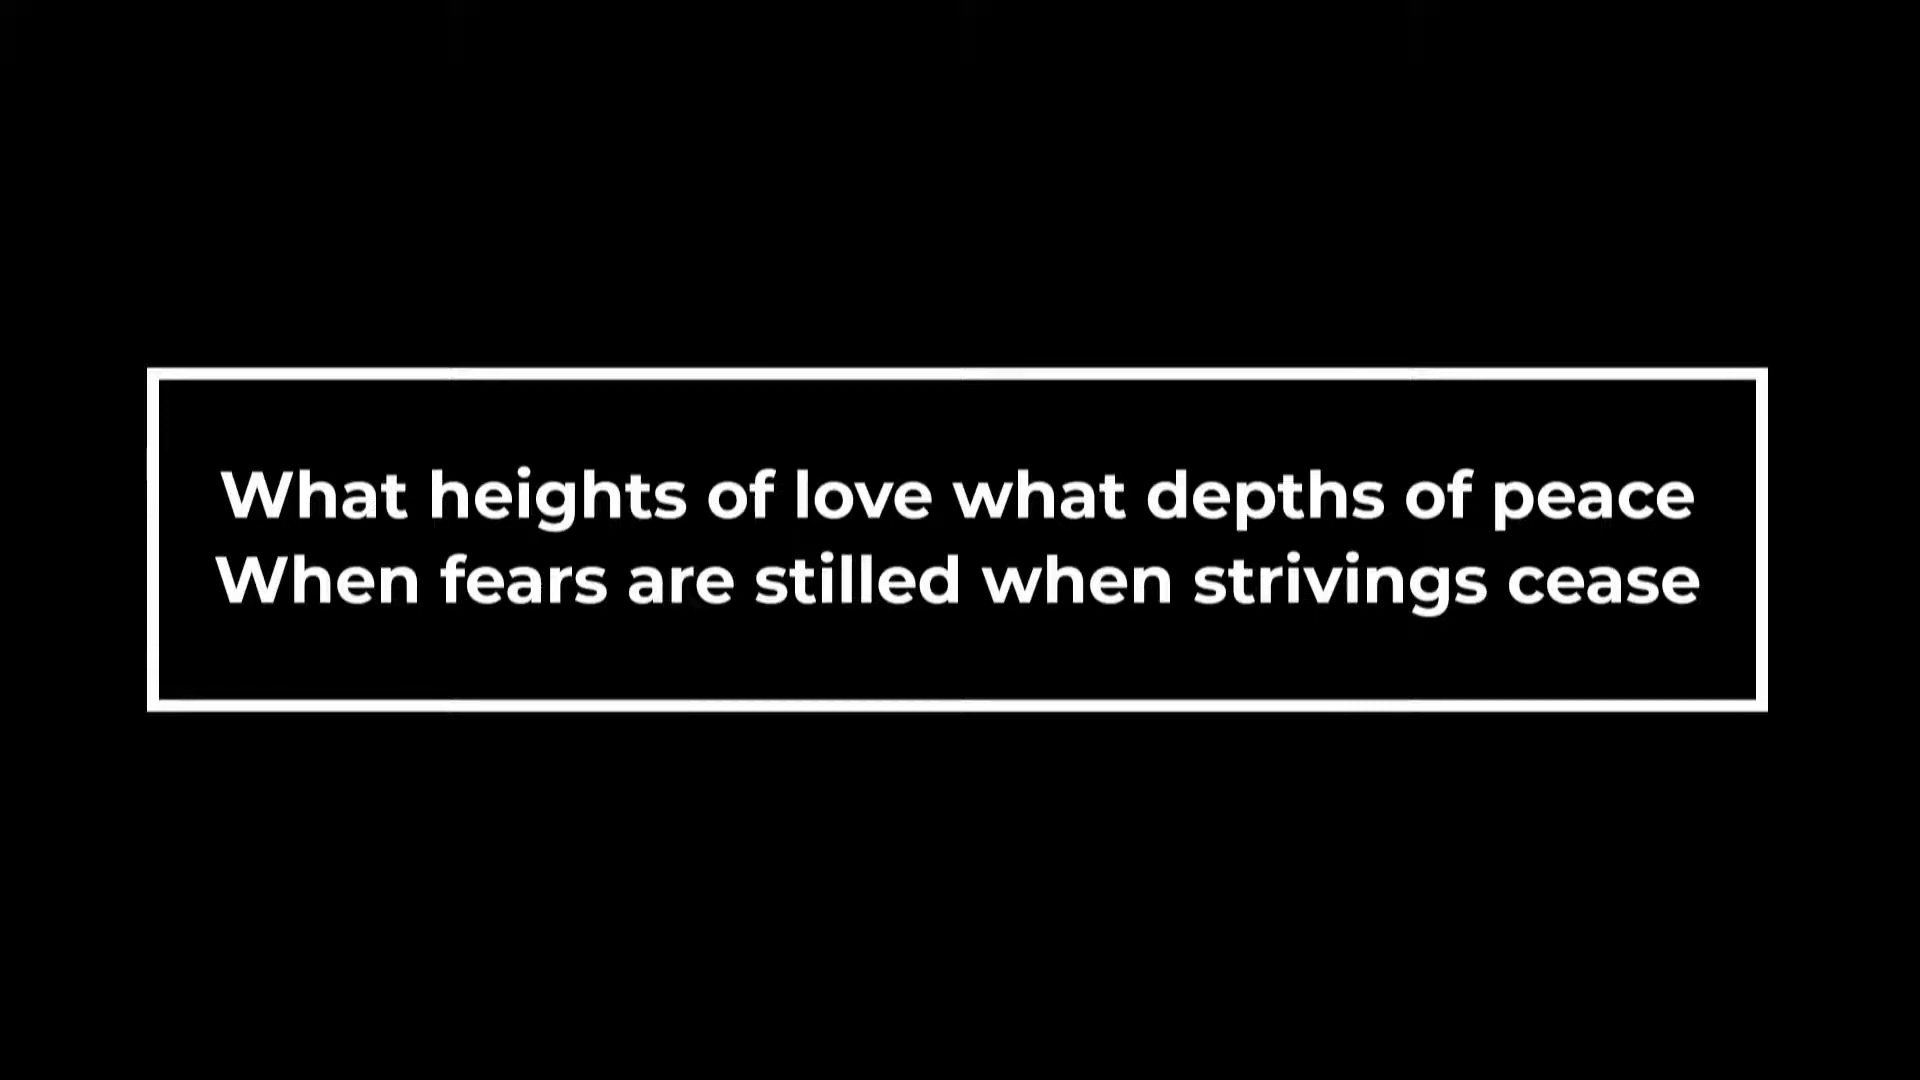 What heights of love what depths of peace
When fears are stilled when strivings cease